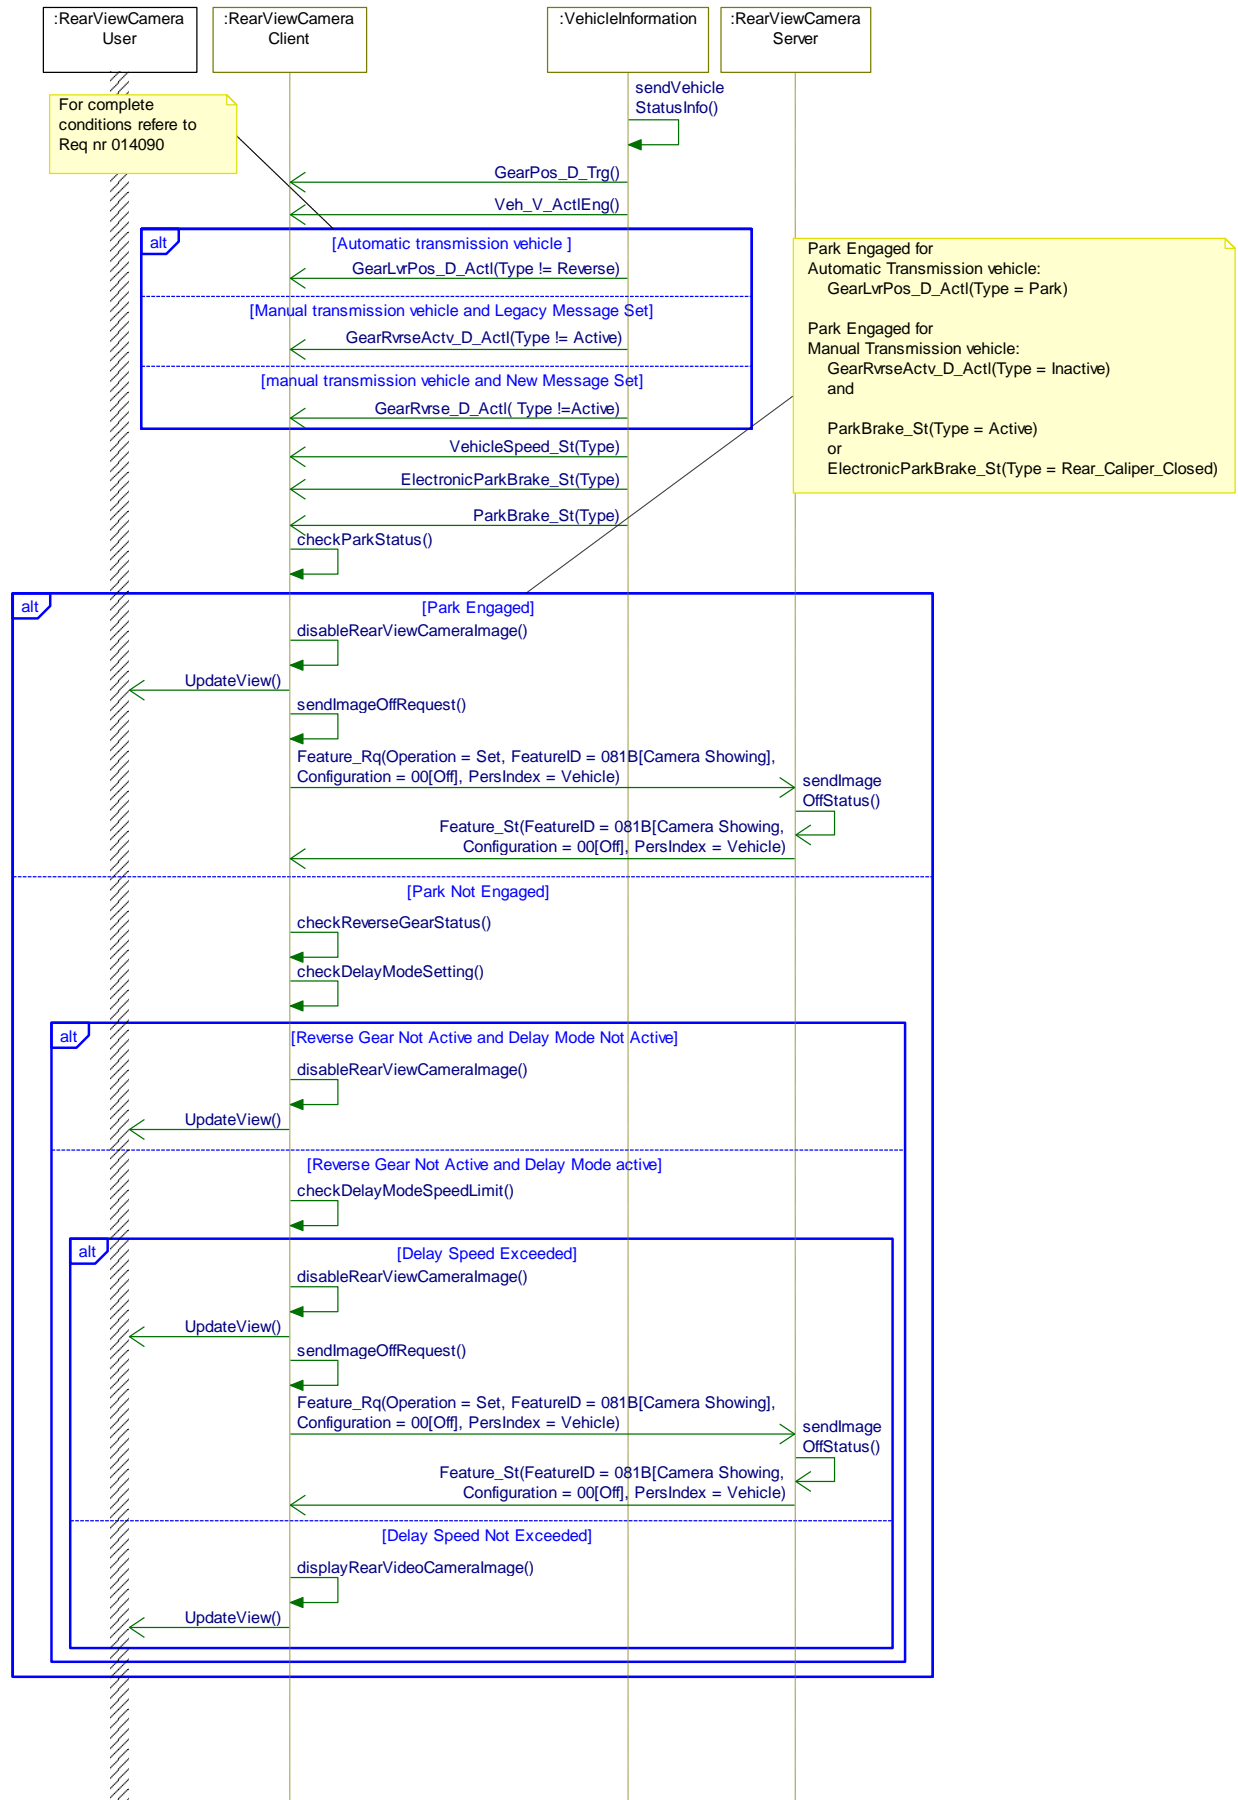 :RearViewCamera
User
:RearViewCamera
Client
:VehicleInformation
:RearViewCamera
Server
sendVehicle
StatusInfo()
For complete
conditions refere to
Req nr 014090
GearPos_D_Trg()
Veh_V_ActlEng()
alt
[Automatic transmission vehicle ]
GearLvrPos_D_Actl(Type != Reverse)
[Manual transmission vehicle and Legacy Message Set]
GearRvrseActv_D_Actl(Type != Active)
[manual transmission vehicle and New Message Set]
GearRvrse_D_Actl( Type !=Active)
Park Engaged for
Automatic Transmission vehicle:
GearLvrPos_D_Actl(Type = Park)
Park Engaged for
Manual Transmission vehicle:
GearRvrseActv_D_Actl(Type = Inactive)
and
ParkBrake_St(Type = Active)
or
ElectronicParkBrake_St(Type = Rear_Caliper_Closed)
VehicleSpeed_St(Type)
ElectronicParkBrake_St(Type)
ParkBrake_St(Type)
checkParkStatus()
alt
[Park Engaged]
disableRearViewCameraImage()
UpdateView()
sendImageOffRequest()
Feature_Rq(Operation = Set, FeatureID = 081B[Camera Showing],
Configuration = 00[Off], PersIndex = Vehicle)
sendImage
OffStatus()
Feature_St(FeatureID = 081B[Camera Showing,
Configuration = 00[Off], PersIndex = Vehicle)
[Park Not Engaged]
checkReverseGearStatus()
checkDelayModeSetting()
alt
[Reverse Gear Not Active and Delay Mode Not Active]
disableRearViewCameraImage()
UpdateView()
[Reverse Gear Not Active and Delay Mode active]
checkDelayModeSpeedLimit()
alt
[Delay Speed Exceeded]
disableRearViewCameraImage()
UpdateView()
sendImageOffRequest()
Feature_Rq(Operation = Set, FeatureID = 081B[Camera Showing],
Configuration = 00[Off], PersIndex = Vehicle)
sendImage
OffStatus()
Feature_St(FeatureID = 081B[Camera Showing,
Configuration = 00[Off], PersIndex = Vehicle)
[Delay Speed Not Exceeded]
displayRearVideoCameraImage()
UpdateView()